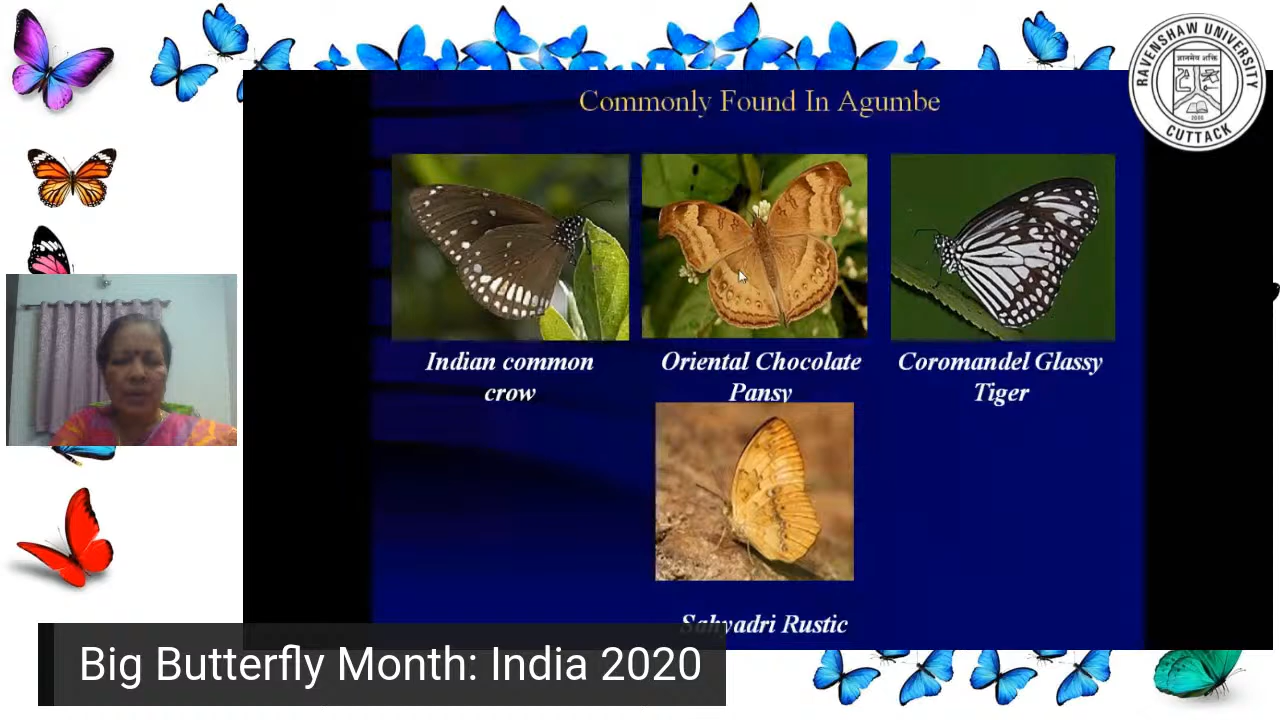 RAVENSHAW UNIVERSITY
CUTTACK
Commonly Found In Agumbe
Indian common
crow
Oriental Chocolate
Pansy
Coromandel Glassy
Tiger
Sahyadri Rustic
Big Butterfly Month: India 2020